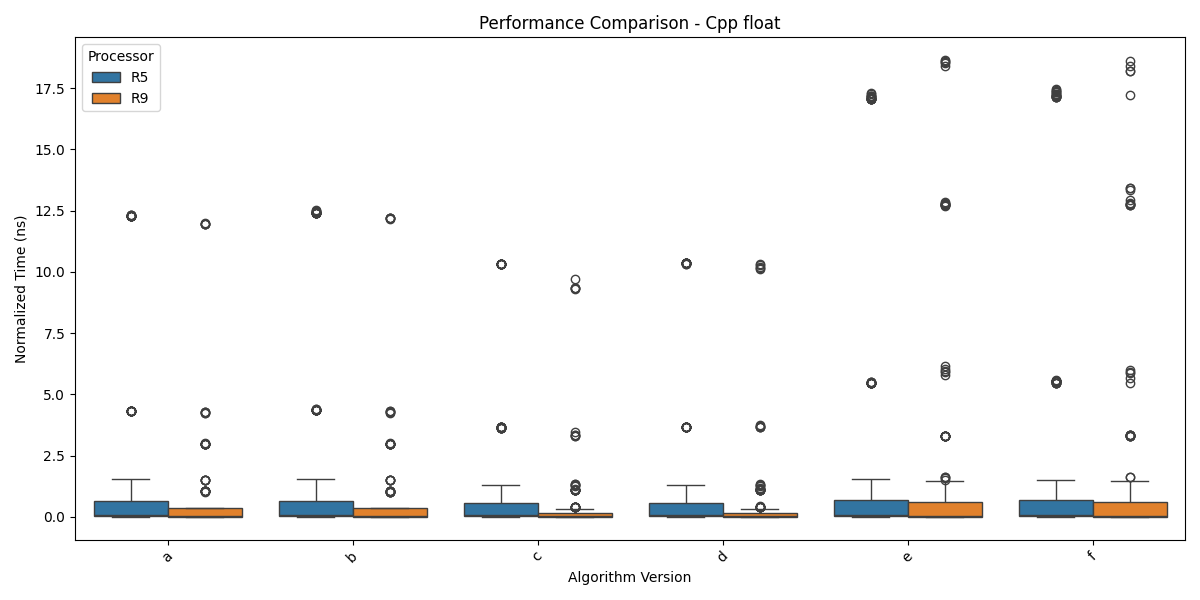 Performance Comparison - Cpp float
Processor
R5
R9
17.5
15.0
12.5
10.0
7.5
5.0
2.5
0.0
Normalized Time (ns)
a
b
c
d
e
f
Algorithm Version